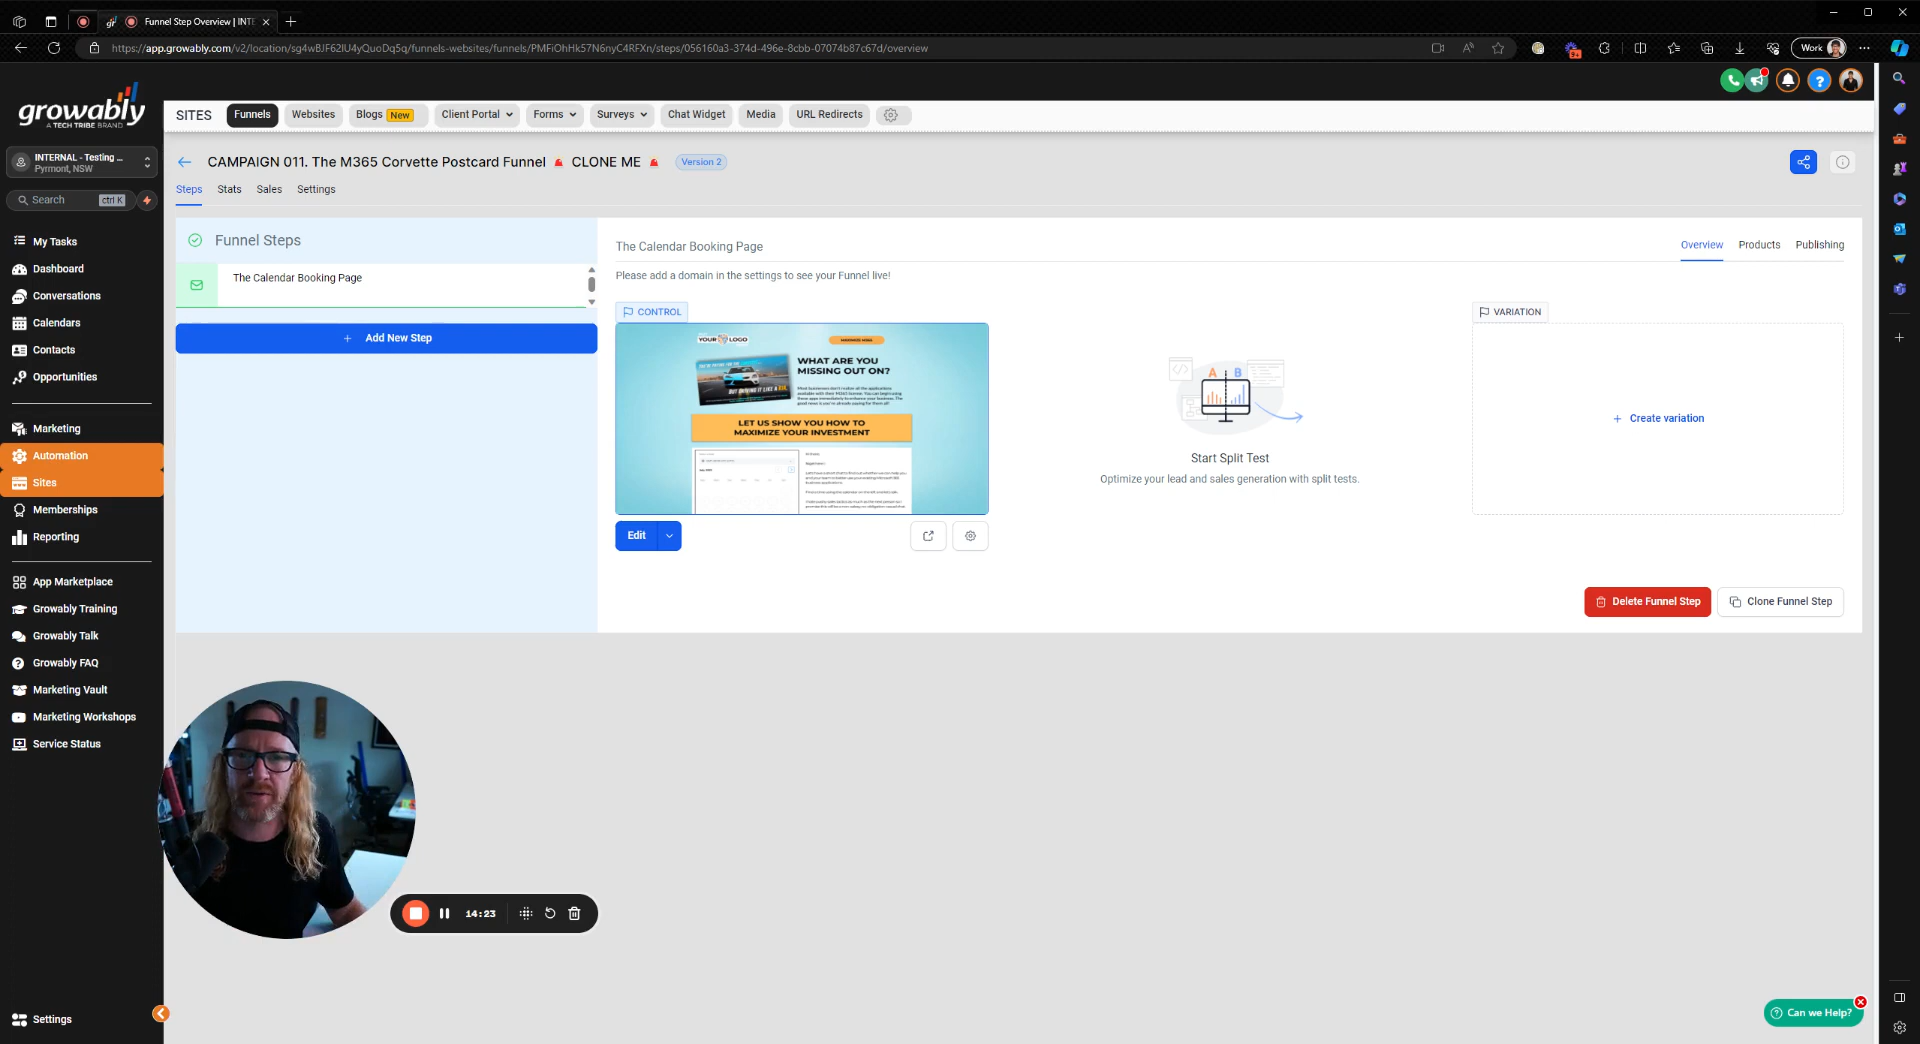 Funnel Step Overview | INTE
https://app.growably.com/v2/location/sg4wBJF62IU4yQuoDq5q/funnels-websites/funnels/PMFiOhHk57N6nyC4RFXn/steps/056160a3-374d-496e-8cbb-07074b87c67d/overview
Work
9+
growably
A TECH TRIBE BRAND
SITES
Funnels
Websites
Blogs New
Client Portal
Forms
Surveys
Chat Widget
Media
URL Redirects
INTERNAL - Testing ...
Pyrmont, NSW
Search
ctrl K
My Tasks
Dashboard
Conversations
Calendars
Contacts
Opportunities
Marketing
Automation
Sites
Memberships
Reporting
App Marketplace
Growably Training
Growably Talk
Growably FAQ
Marketing Vault
Marketing Workshops
Service Status
Settings
CAMPAIGN 011. The M365 Corvette Postcard Funnel CLONE ME
Version 2
Steps
Stats
Sales
Settings
Funnel Steps
The Calendar Booking Page
+ Add New Step
The Calendar Booking Page
Overview
Products
Publishing
Please add a domain in the settings to see your Funnel live!
CONTROL
YOUR LOGO
WHAT ARE YOU
MISSING OUT ON?
LET US SHOW YOU HOW TO
MAXIMIZE YOUR INVESTMENT
Edit
A B
Start Split Test
Optimize your lead and sales generation with split tests.
VARIATION
+ Create variation
Delete Funnel Step
Clone Funnel Step
14:23
Can we Help?